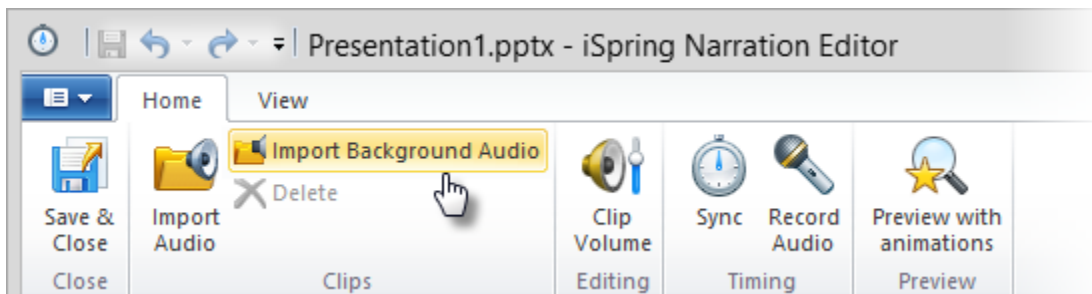 Presentation1.pptx - iSpring Narration Editor
Home View
Import Background Audio
Delete
Save &
Close
Import
Audio
Clip
Volume
Sync
Record
Audio
Preview with
animations
Close Clips Editing Timing Preview